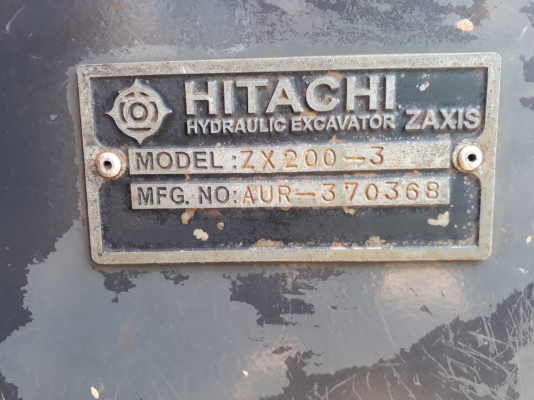 HITACHI
HYDRAULIC EXCAVATOR ZAXIS
MODEL: ZX200-3
MFG. NO: AUR-370368